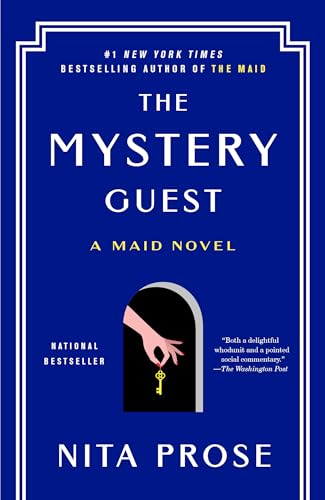 #1 NEW YORK TIMES
BESTSELLING AUTHOR OF THE MAID
THE
MYSTERY
GUEST
A MAID NOVEL
NATIONAL
BESTSELLER
“Both a delightful
whodunit and a pointed
social commentary.”
—The Washington Post
NITA PROSE